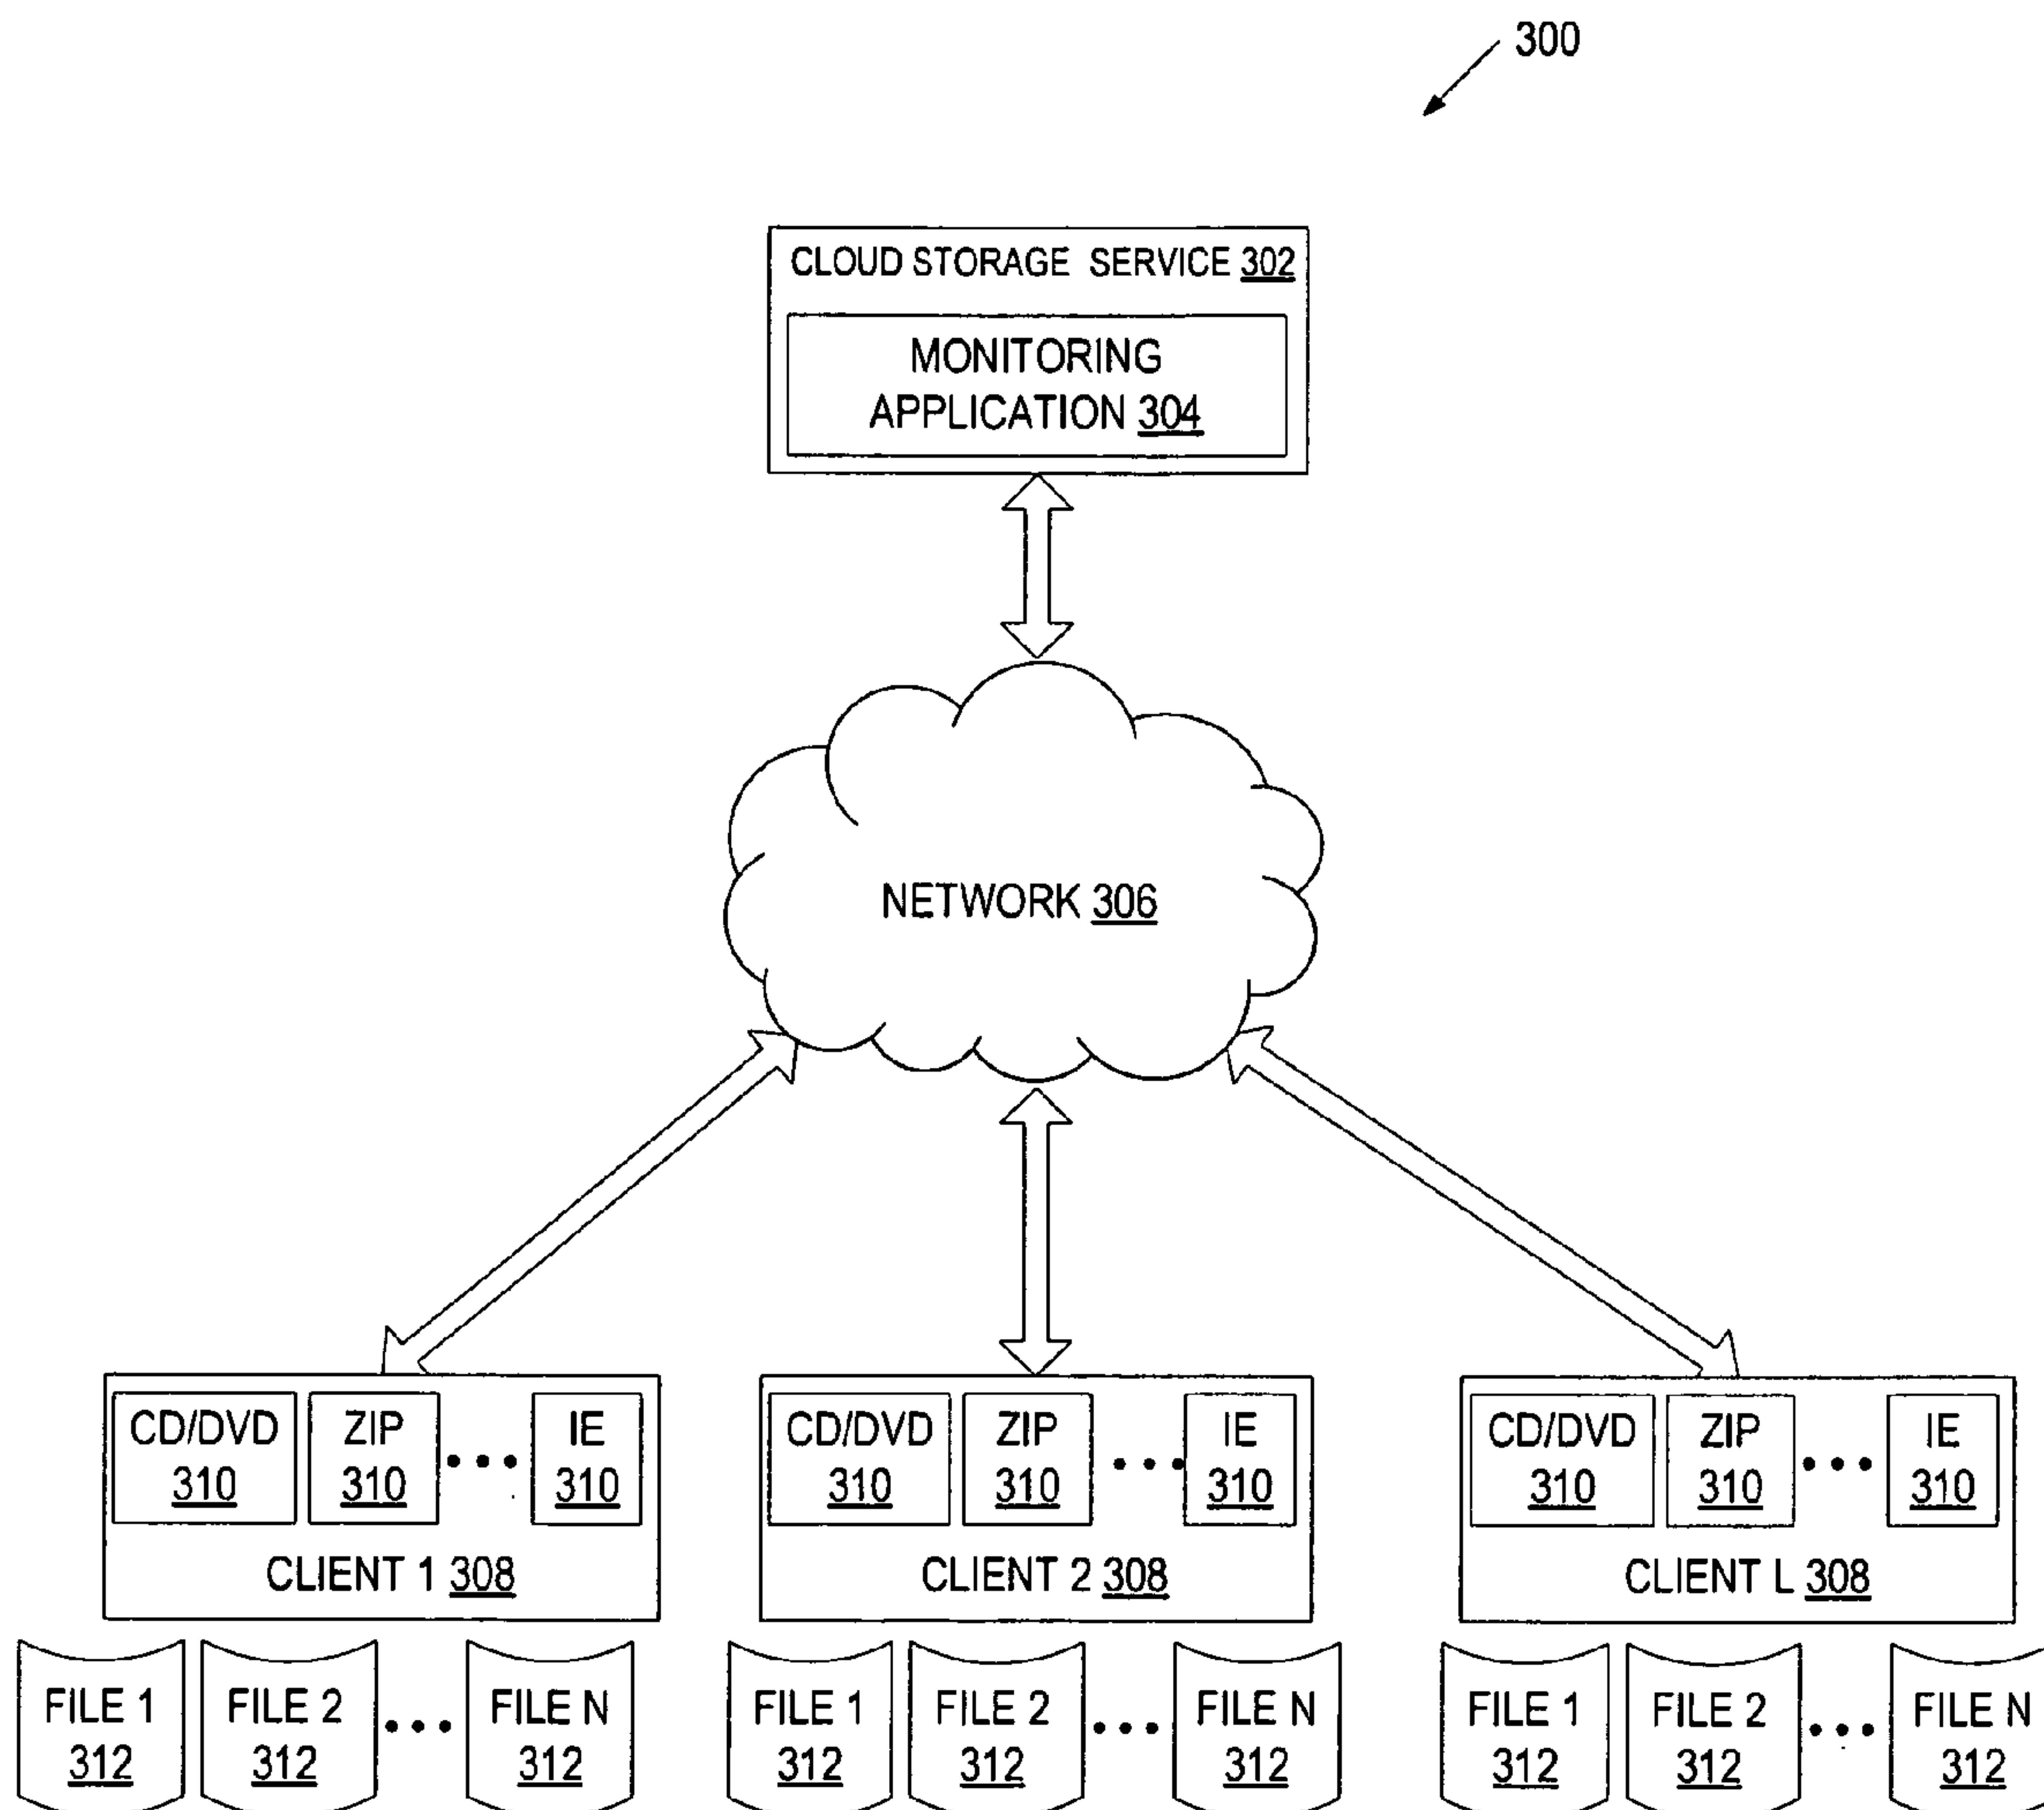 300
CLOUD STORAGE SERVICE 302
MONITORING
APPLICATION 304
NETWORK 306
CD/DVD 310
ZIP 310
IE 310
CLIENT 1 308
CD/DVD 310
ZIP 310
IE 310
CLIENT 2 308
CD/DVD 310
ZIP 310
IE 310
CLIENT L 308
FILE 1 312
FILE 2 312
FILE N 312
FILE 1 312
FILE 2 312
FILE N 312
FILE 1 312
FILE 2 312
FILE N 312